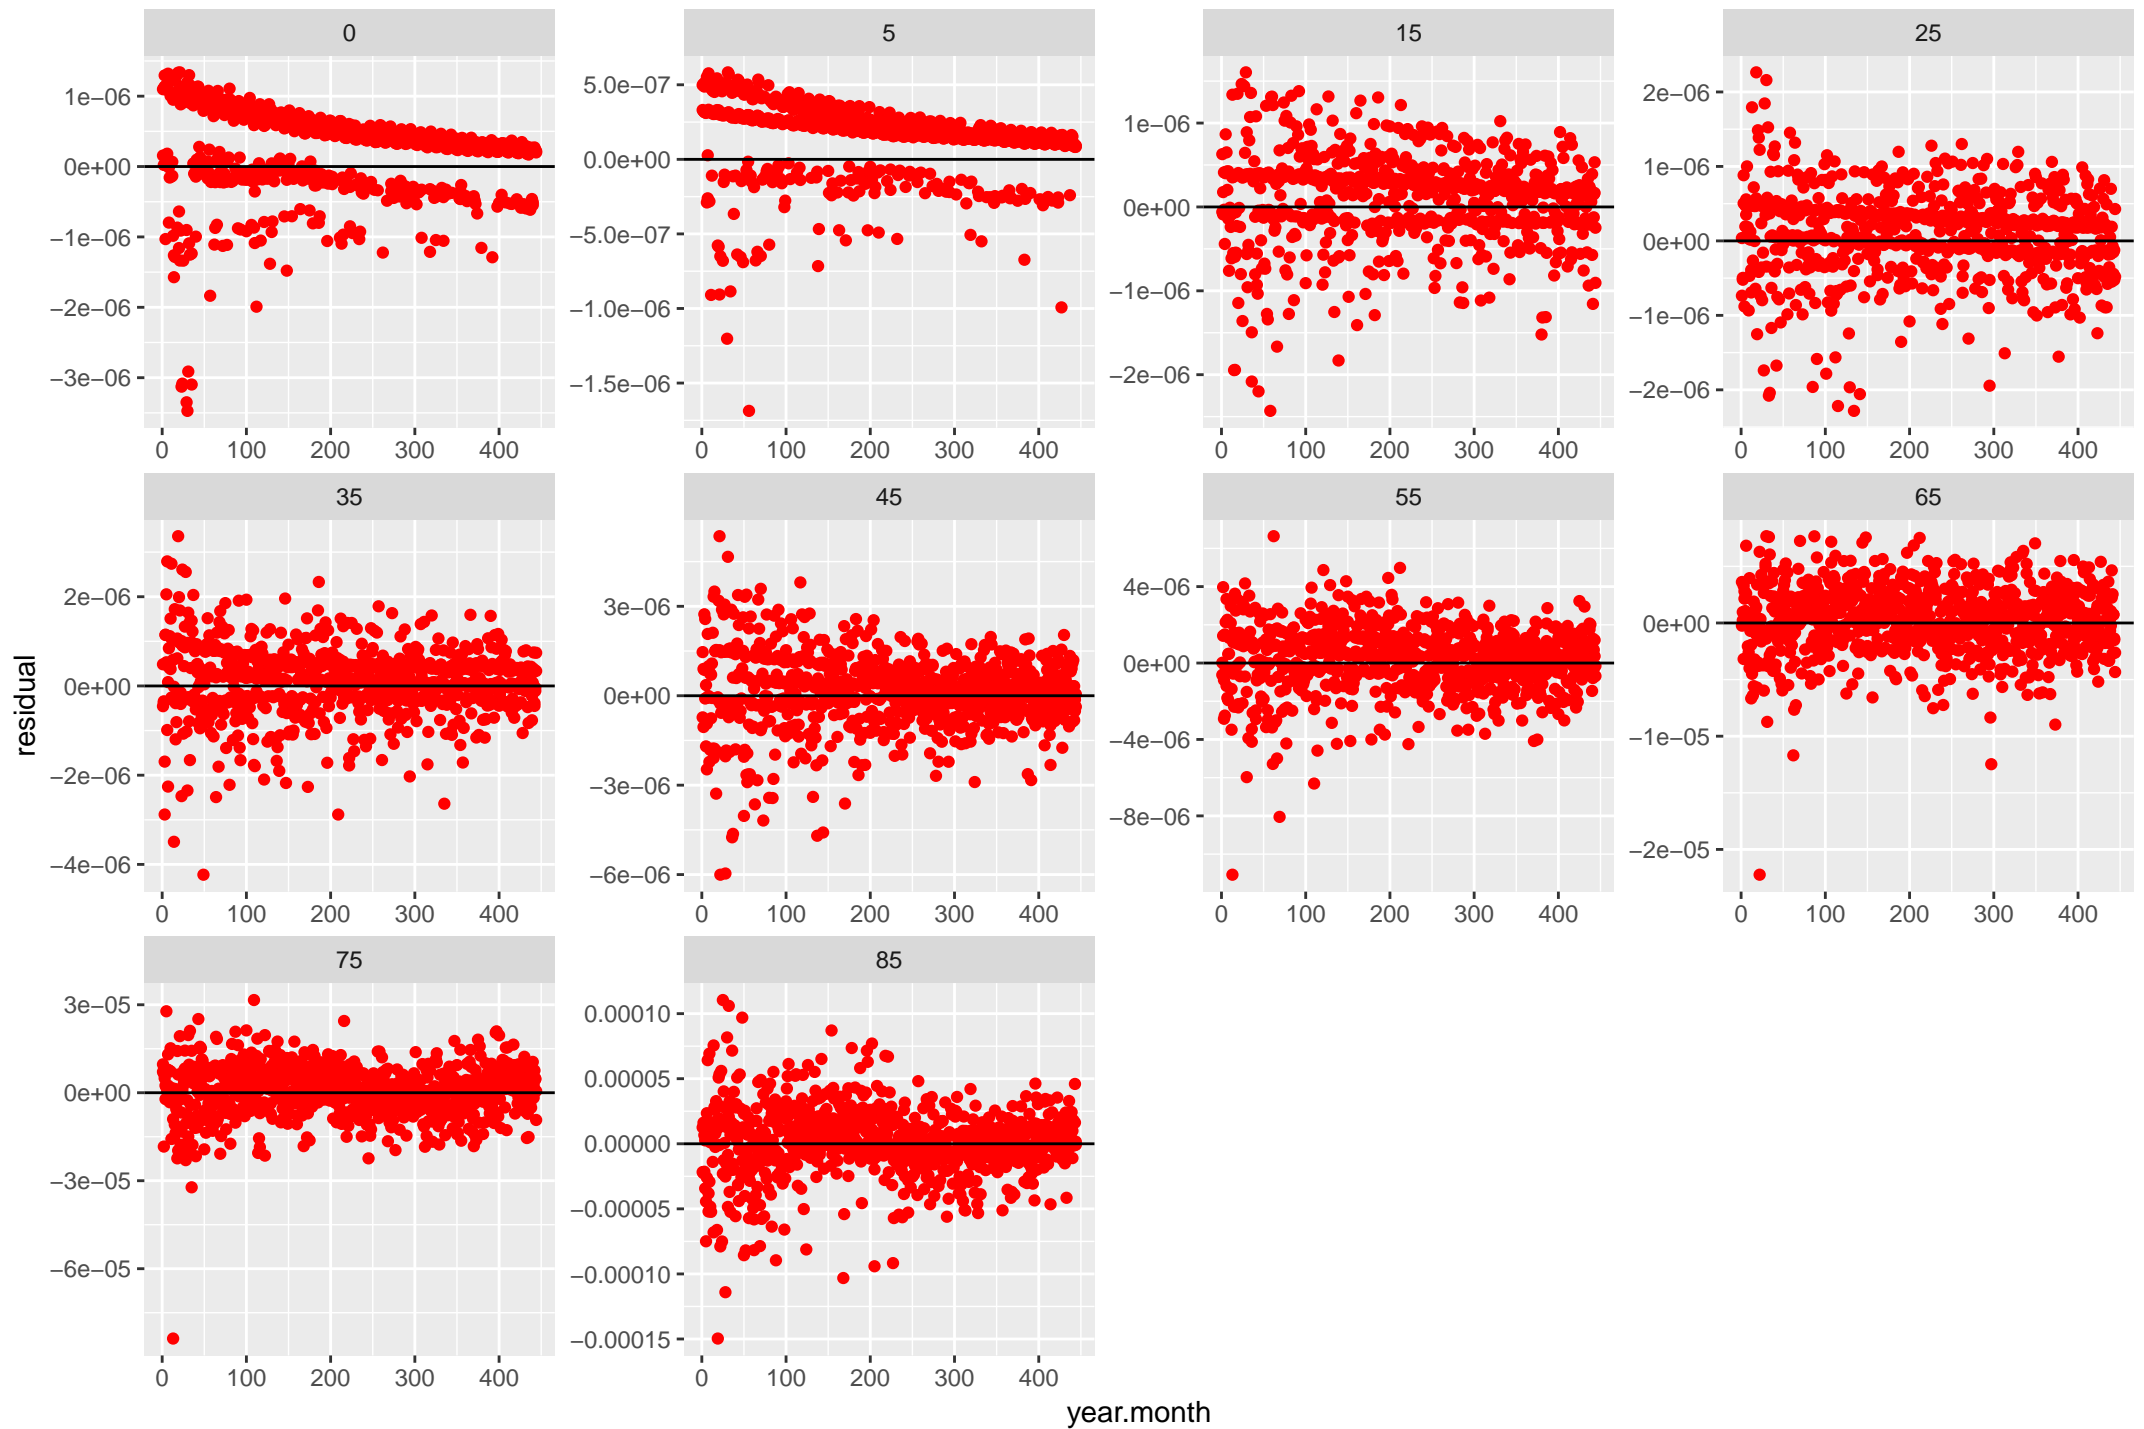 0 5 15 25
1e−06 5.0e−07 1e−06 2e−06
0e+00 0.0e+00 0e+00 1e−06
−1e−06 −5.0e−07 −1e−06 0e+00
−2e−06 −1.0e−06 −2e−06 −1e−06
−3e−06 −1.5e−06 −2e−06
0 100 200 300 400 0 100 200 300 400 0 100 200 300 400 0 100 200 300 400
35 45 55 65
2e−06 3e−06 4e−06 0e+00
0e+00 0e+00 0e+00 −1e−05
−2e−06 −3e−06 −4e−06 −2e−05
−4e−06 −6e−06 −8e−06
0 100 200 300 400 0 100 200 300 400 0 100 200 300 400 0 100 200 300 400
residual
75 85
3e−05 0.00010
0e+00 0.00005
−3e−05 0.00000
−6e−05 −0.00005
−0.00010
−0.00015
0 100 200 300 400 0 100 200 300 400
year.month